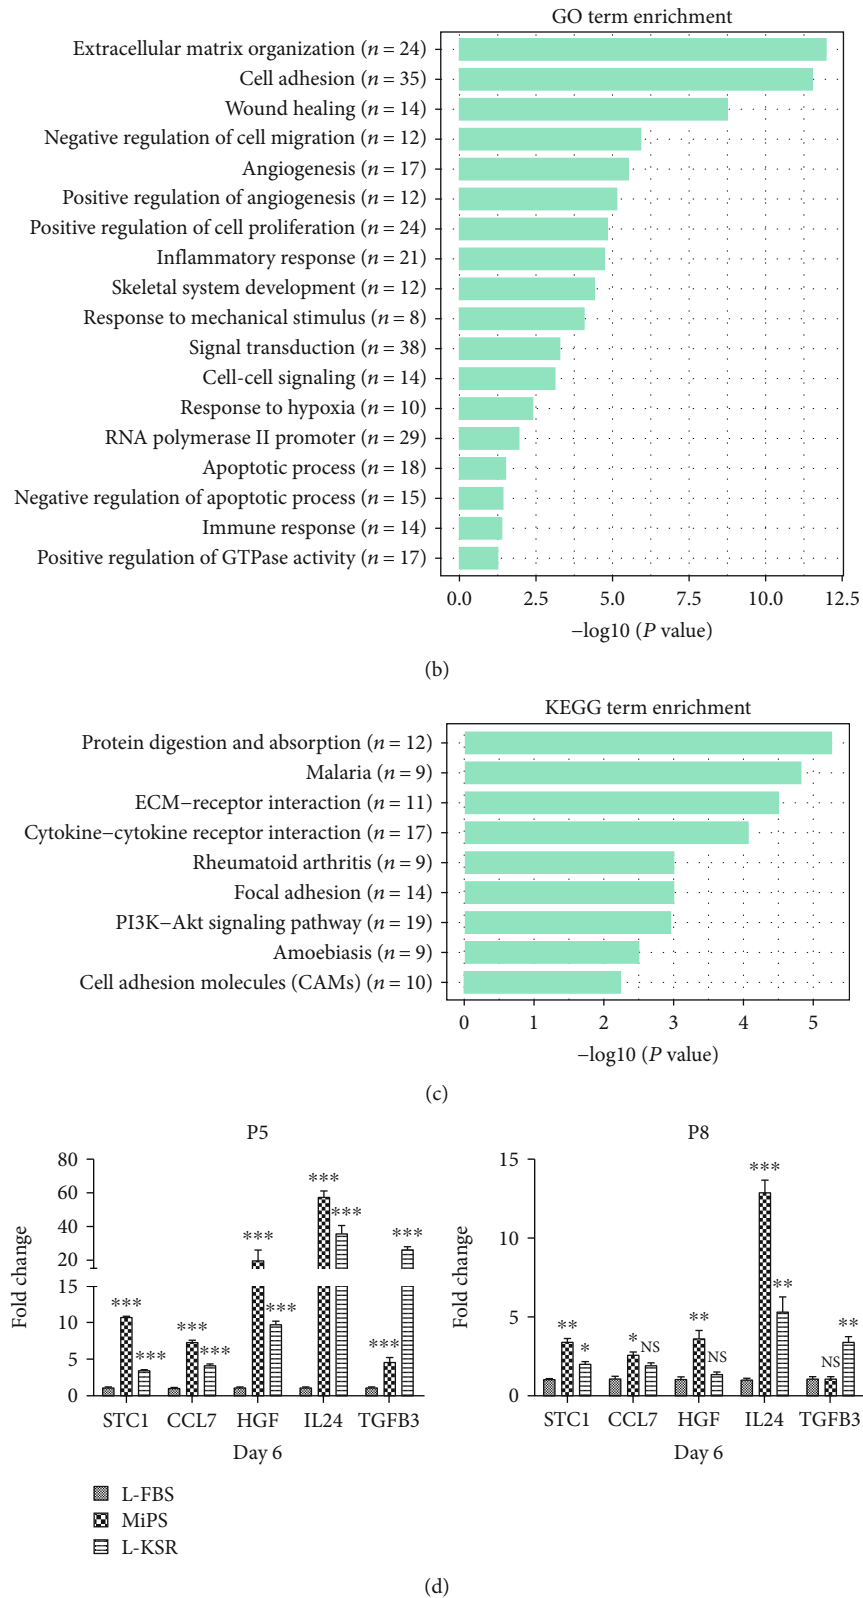 GO term enrichment
Extracellular matrix organization (n = 24)
Cell adhesion (n = 35)
Wound healing (n = 14)
Negative regulation of cell migration (n = 12)
Angiogenesis (n = 17)
Positive regulation of angiogenesis (n = 12)
Positive regulation of cell proliferation (n = 24)
Inflammatory response (n = 21)
Skeletal system development (n = 12)
Response to mechanical stimulus (n = 8)
Signal transduction (n = 38)
Cell-cell signaling (n = 14)
Response to hypoxia (n = 10)
RNA polymerase II promoter (n = 29)
Apoptotic process (n = 18)
Negative regulation of apoptotic process (n = 15)
Immune response (n = 14)
Positive regulation of GTPase activity (n = 17)
0.0 2.5 5.0 7.5 10.0 12.5
−log10 (P value)
(b)
KEGG term enrichment
Protein digestion and absorption (n = 12)
Malaria (n = 9)
ECM−receptor interaction (n = 11)
Cytokine−cytokine receptor interaction (n = 17)
Rheumatoid arthritis (n = 9)
Focal adhesion (n = 14)
PI3K−Akt signaling pathway (n = 19)
Amoebiasis (n = 9)
Cell adhesion molecules (CAMs) (n = 10)
0 1 2 3 4 5
−log10 (P value)
(c)
P5
Fold change
80
60
40
20
15
10
5
0
*** *** *** *** *** *** *** *** *** ***
STC1 CCL7 HGF IL24 TGFB3
Day 6
P8
Fold change
15
10
5
0
** * * NS ** NS *** ** NS **
STC1 CCL7 HGF IL24 TGFB3
Day 6
L-FBS
MiPS
L-KSR
(d)